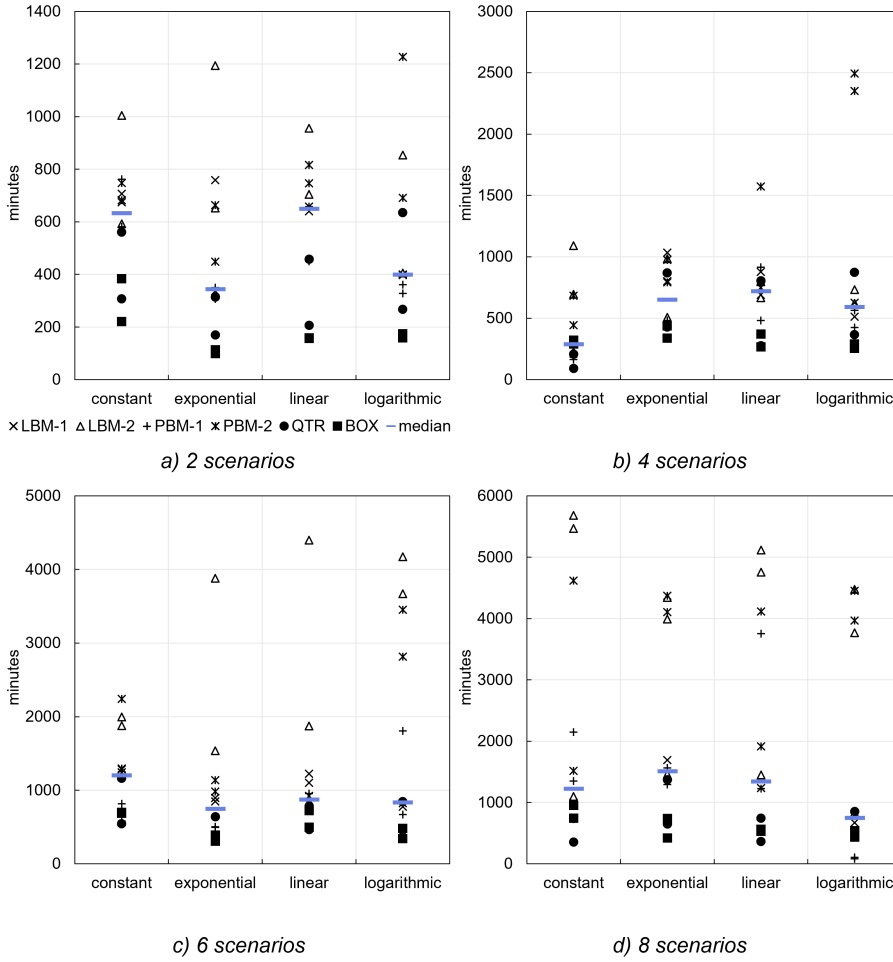 1400
1200
1000
800
600
400
200
0
minutes
constant exponential linear logarithmic
3000
2500
2000
1500
1000
500
0
minutes
constant exponential linear logarithmic
LBM-1 LBM-2 PBM-1 PBM-2 QTR BOX median
a) 2 scenarios
b) 4 scenarios
5000
4000
3000
2000
1000
0
minutes
constant exponential linear logarithmic
6000
5000
4000
3000
2000
1000
0
minutes
constant exponential linear logarithmic
c) 6 scenarios
d) 8 scenarios